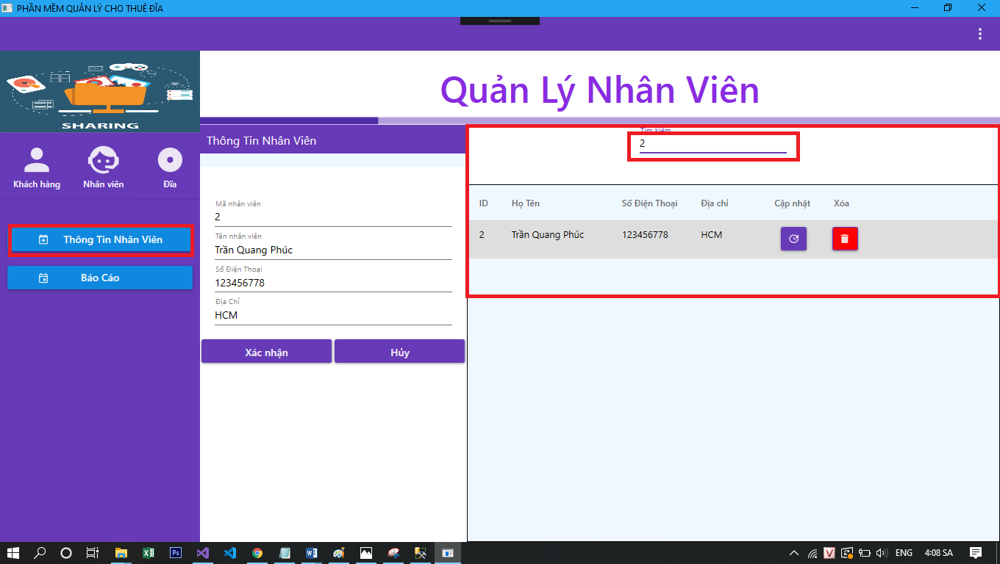 PHẦN MỀM QUẢN LÝ CHO THUÊ ĐĨA
SHARING
Khách hàng
Nhân viên
Đĩa
Thông Tin Nhân Viên
Báo Cáo
Quản Lý Nhân Viên
Thông Tin Nhân Viên
Mã nhân viên
2
Tên nhân viên
Trần Quang Phúc
Số Điện Thoại
123456778
Địa Chỉ
HCM
Xác nhận
Hủy
Tìm kiếm
2
ID Họ Tên Số Điện Thoại Địa chỉ Cập nhật Xóa
2 Trần Quang Phúc 123456778 HCM
Ps
V
ENG
4:08 SA